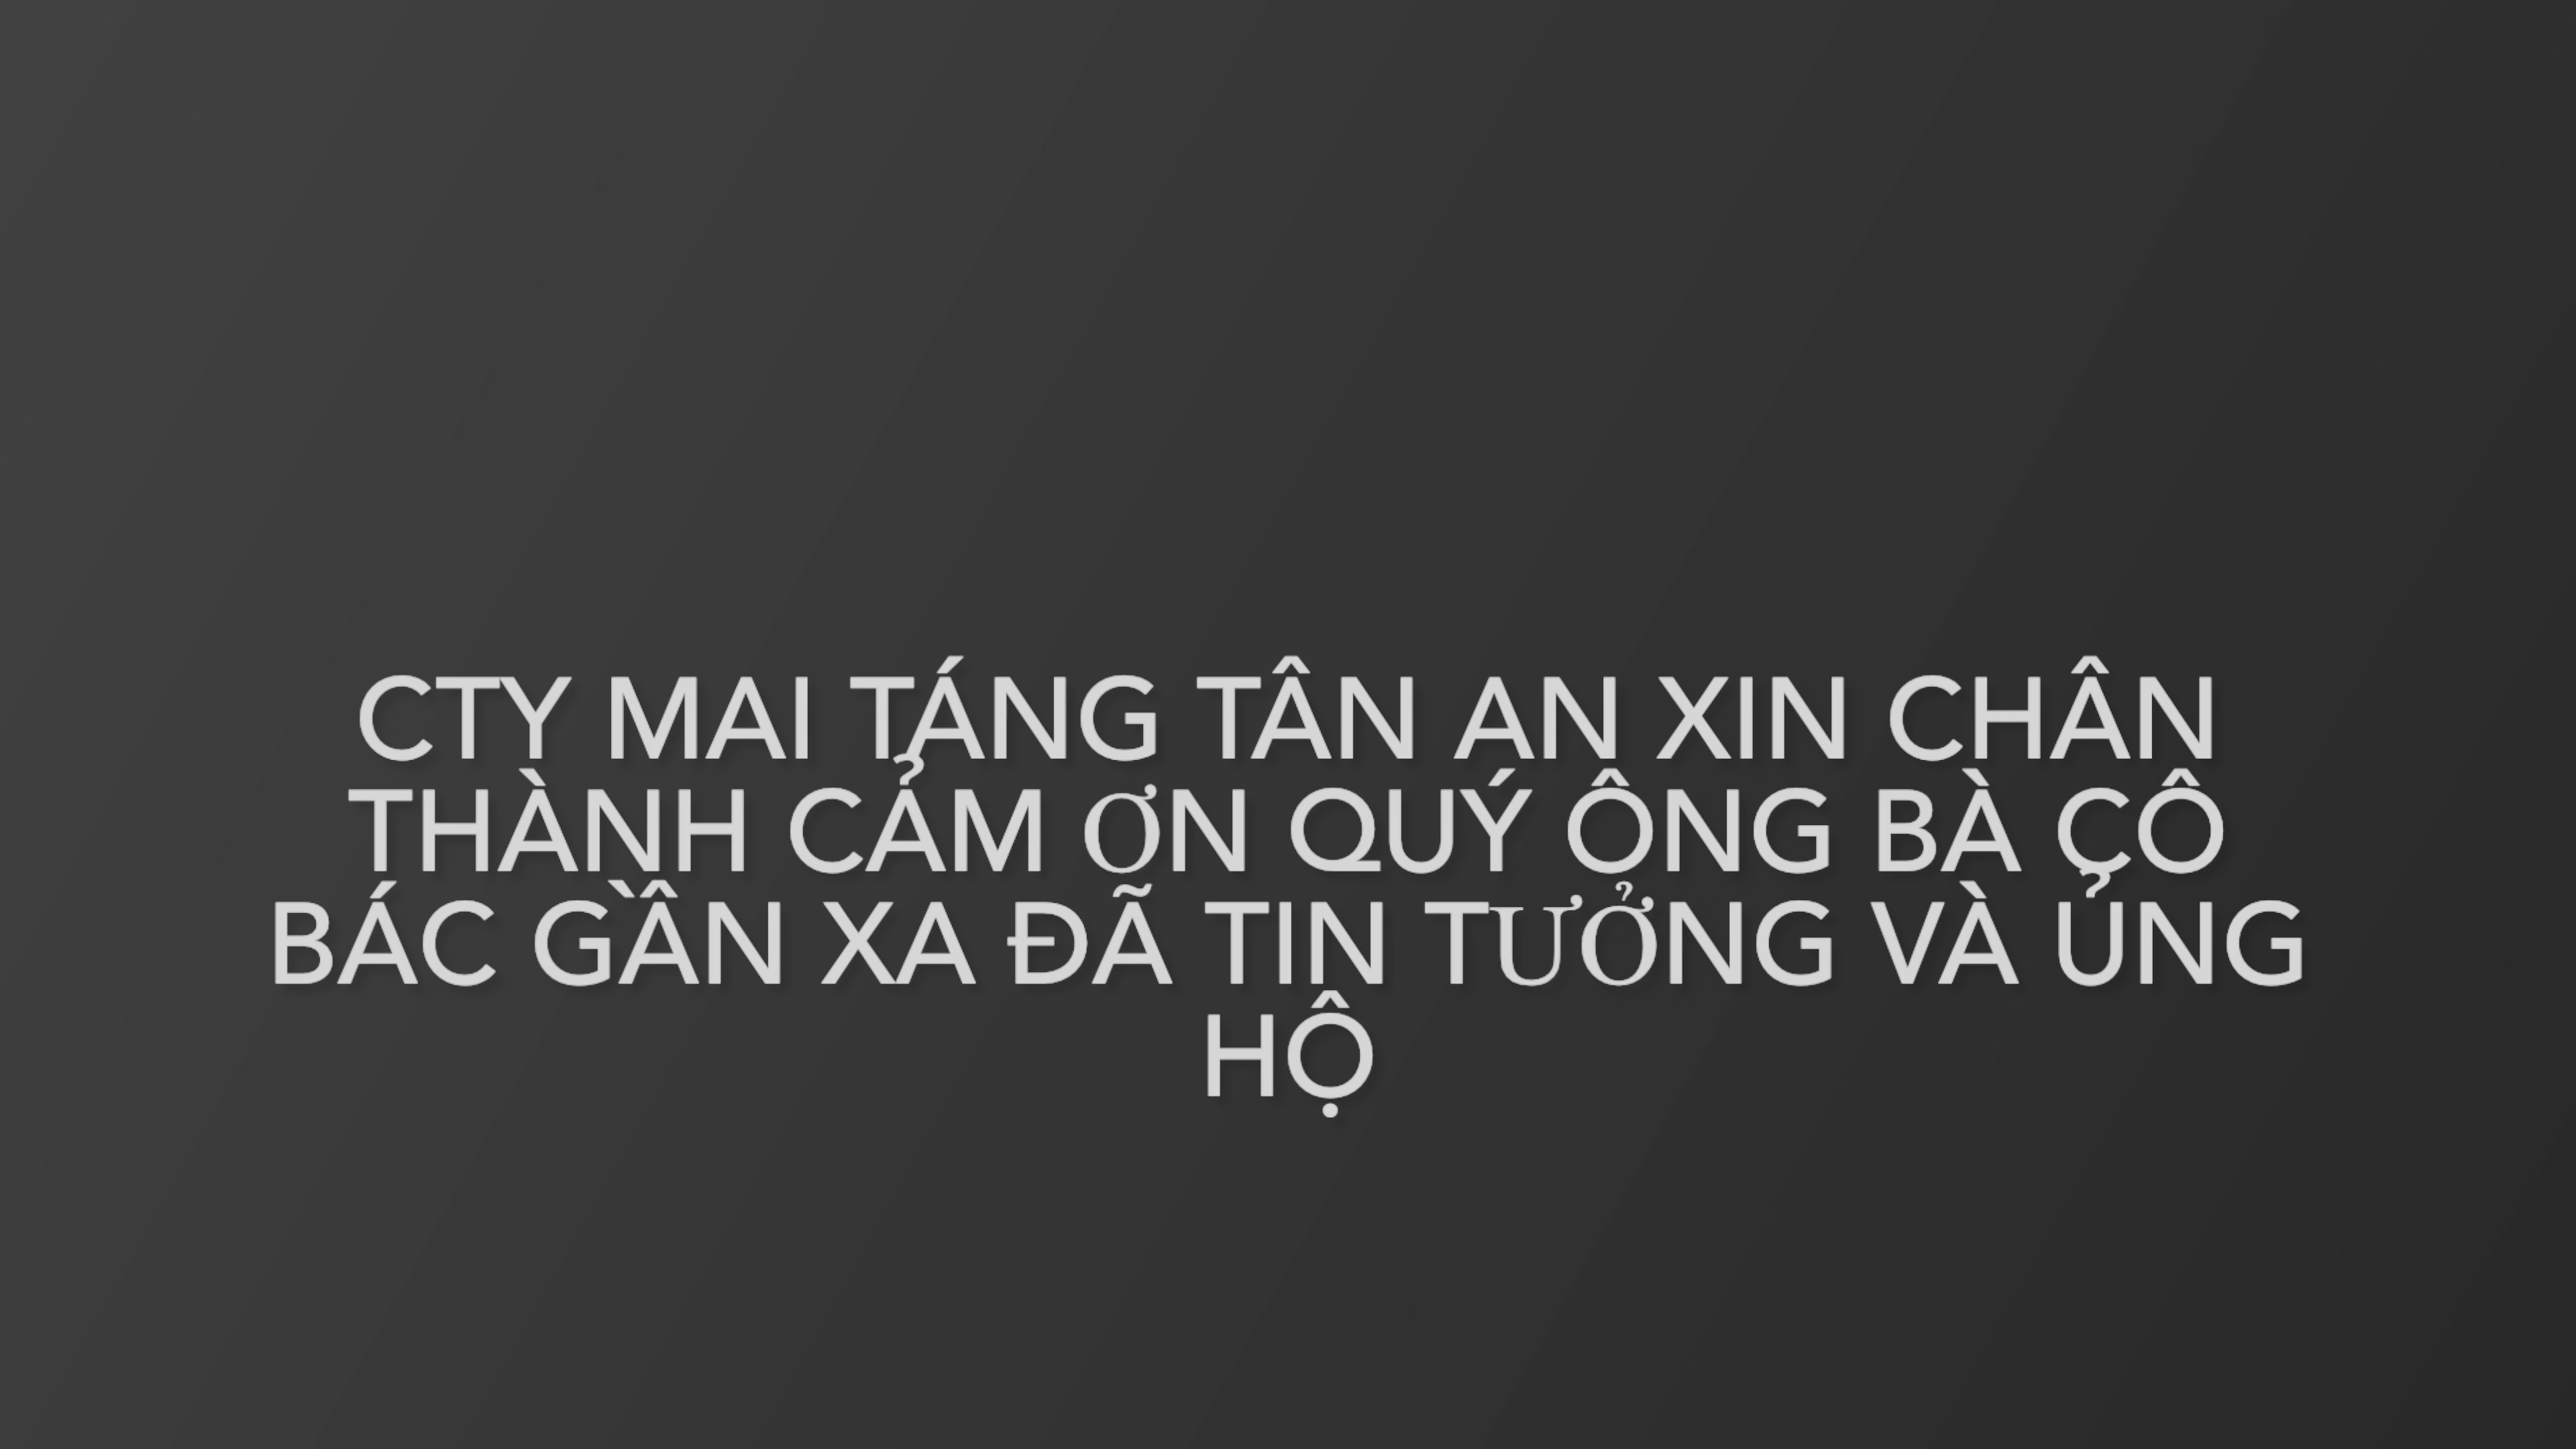 CTY MAI TÁNG TÂN AN XIN CHÂN
THÀNH CẢM ƠN QUÝ ÔNG BÀ CÔ
BÁC GẦN XA ĐÃ TIN TƯỞNG VÀ ỦNG
HỘ